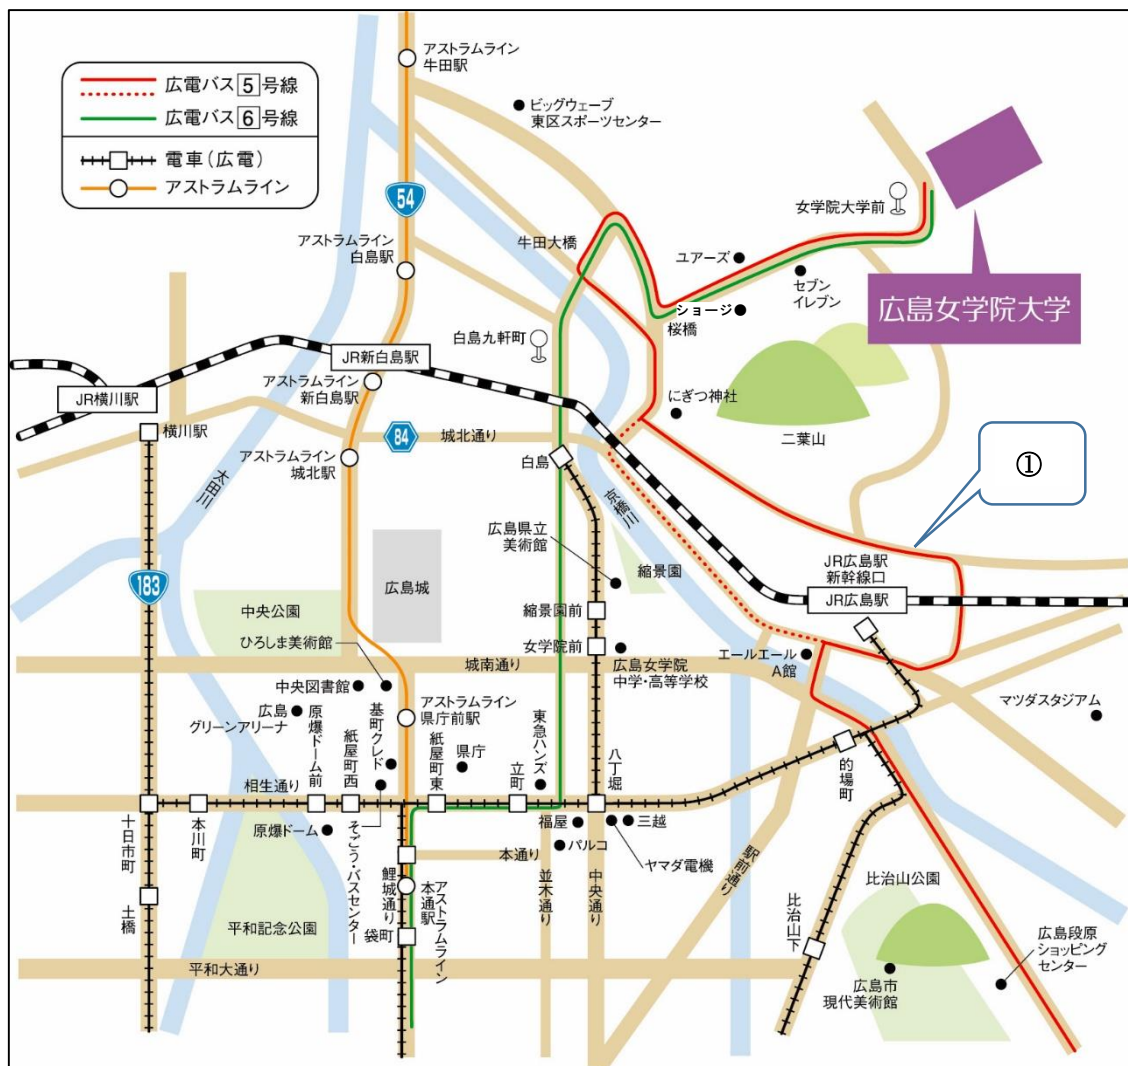 広電バス5号線
広電バス6号線
電車(広電)
アストラムライン
アストラムライン
牛田駅
ビッグウェーブ
東区スポーツセンター
54
女学院大学前
広島女学院大学
アストラムライン
白島駅
牛田大橋
ユアーズ
セブン
イレブン
ショージ
桜橋
白島九軒町
JR新白島駅
アストラムライン
新白島駅
JR横川駅
横川駅
にぎつ神社
二葉山
84
城北通り
アストラムライン
城北駅
白島
①
太田川
京橋川
広島県立
美術館
縮景園
JR広島駅
新幹線口
JR広島駅
183
広島城
中央公園
縮景園前
ひろしま美術館
女学院前
城南通り
広島女学院
中学・高等学校
エールエール
A館
中央図書館
広島
グリーンアリーナ
アストラムライン
県庁前駅
マツダスタジアム
原爆ドーム前
紙屋町西
基町クレド
紙屋町東
県庁
立町
東急ハンズ
八丁堀
的場町
相生通り
十日市町
本川町
原爆ドーム
そごう・バスセンター
福屋
三越
パルコ
ヤマダ電機
本通り
鯉城通り
アストラムライン
本通駅
並木通り
中央通り
駅前通り
土橋
袋町
平和記念公園
平和大通り
比治山下
比治山公園
広島段原
ショッピング
センター
広島市
現代美術館